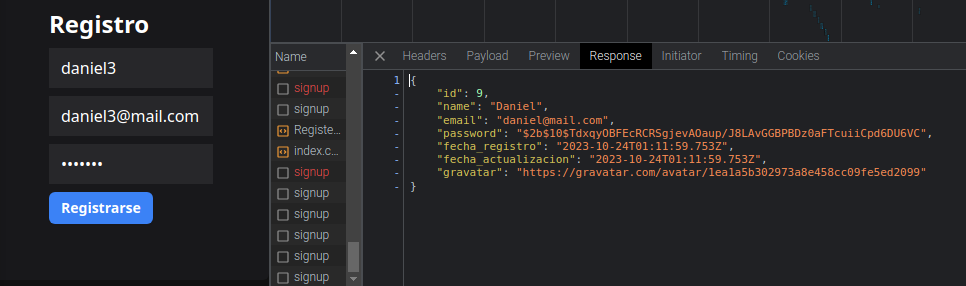 Registro
daniel3
daniel3@mail.com
•••••••
Registrarse
Name
signup
signup
Registe...
index.c...
signup
signup
signup
signup
signup
signup
Headers Payload Preview Response Initiator Timing Cookies
1 {
- "id": 9,
- "name": "Daniel",
- "email": "daniel@mail.com",
- "password": "$2b$10$TdxqyOBFEcRCRSgjevAOaup/J8LAvGGBPBDz0aFTcuiiCpd6DU6VC",
- "fecha_registro": "2023-10-24T01:11:59.753Z",
- "fecha_actualizacion": "2023-10-24T01:11:59.753Z",
- "gravatar": "https://gravatar.com/avatar/1ea1a5b302973a8e458cc09fe5ed2099"
- }